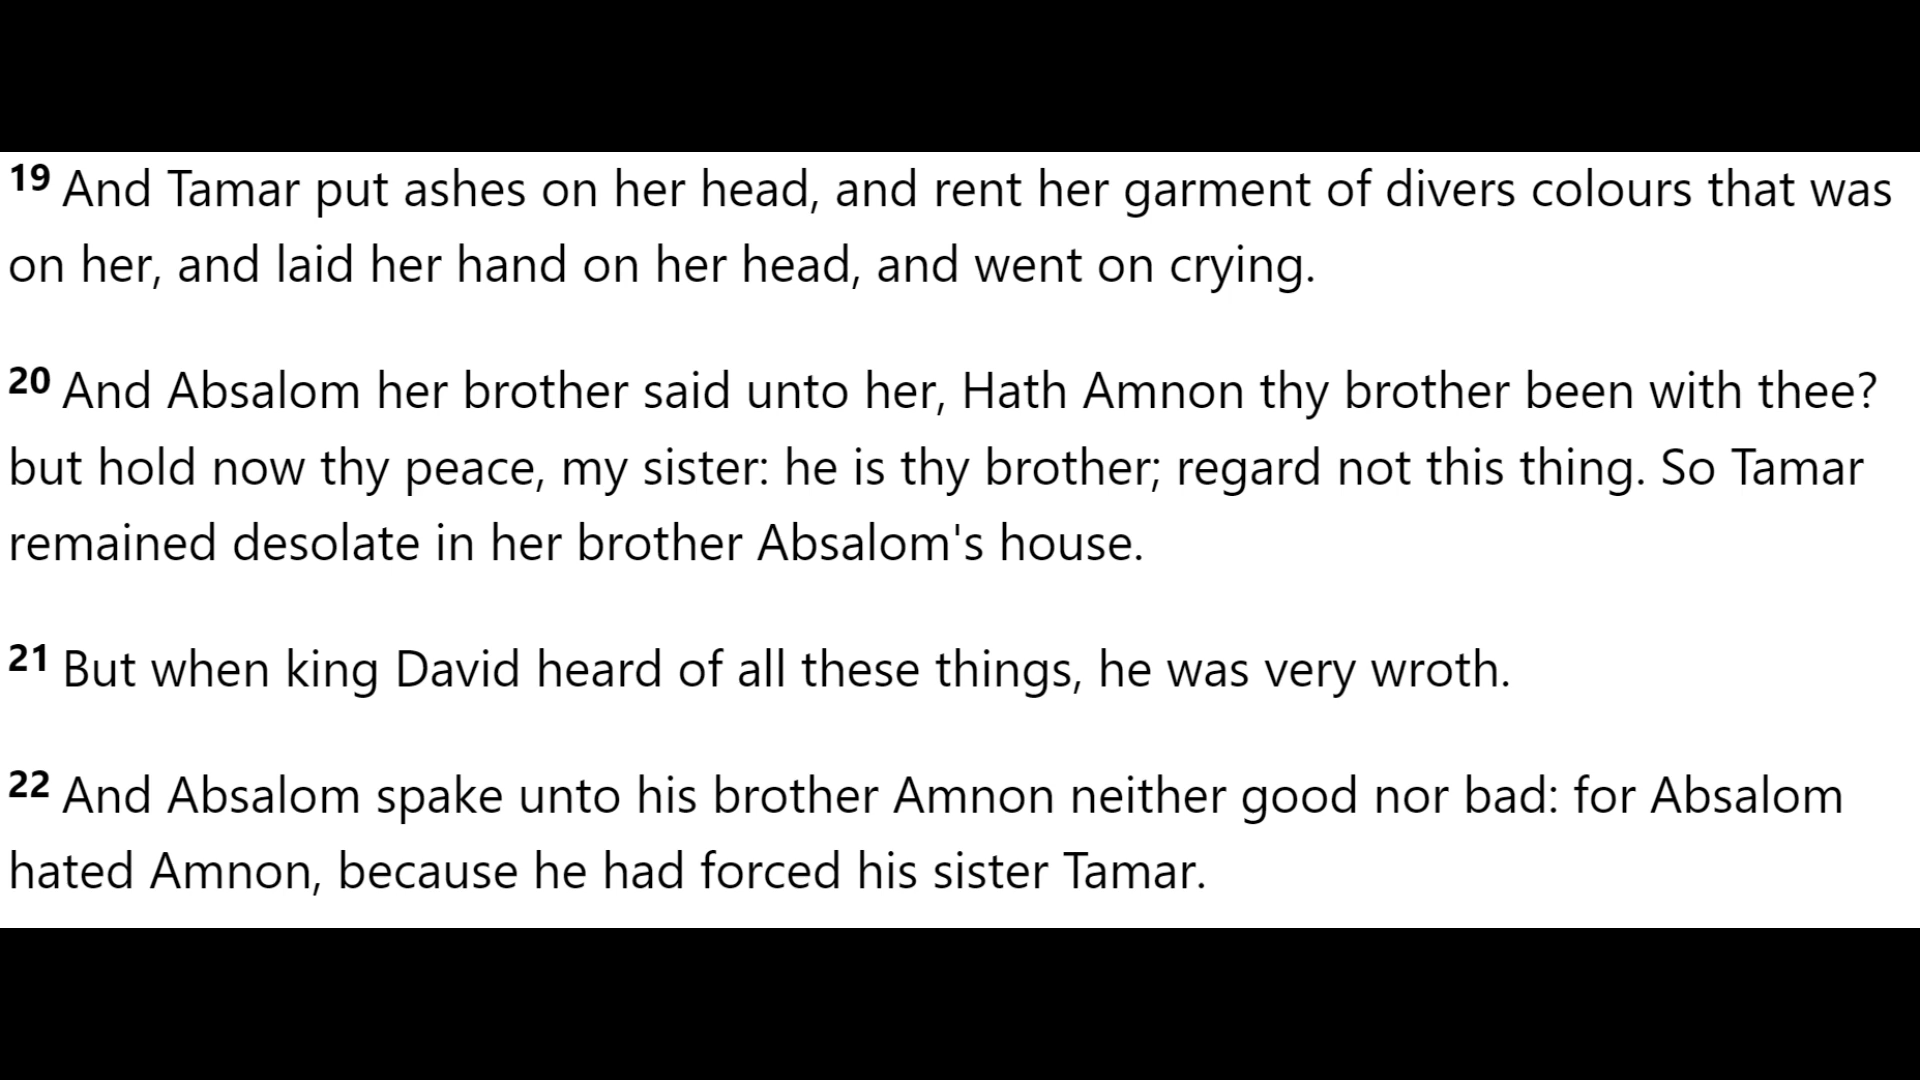 19 And Tamar put ashes on her head, and rent her garment of divers colours that was
on her, and laid her hand on her head, and went on crying.
20 And Absalom her brother said unto her, Hath Amnon thy brother been with thee?
but hold now thy peace, my sister: he is thy brother; regard not this thing. So Tamar
remained desolate in her brother Absalom's house.
21 But when king David heard of all these things, he was very wroth.
22 And Absalom spake unto his brother Amnon neither good nor bad: for Absalom
hated Amnon, because he had forced his sister Tamar.